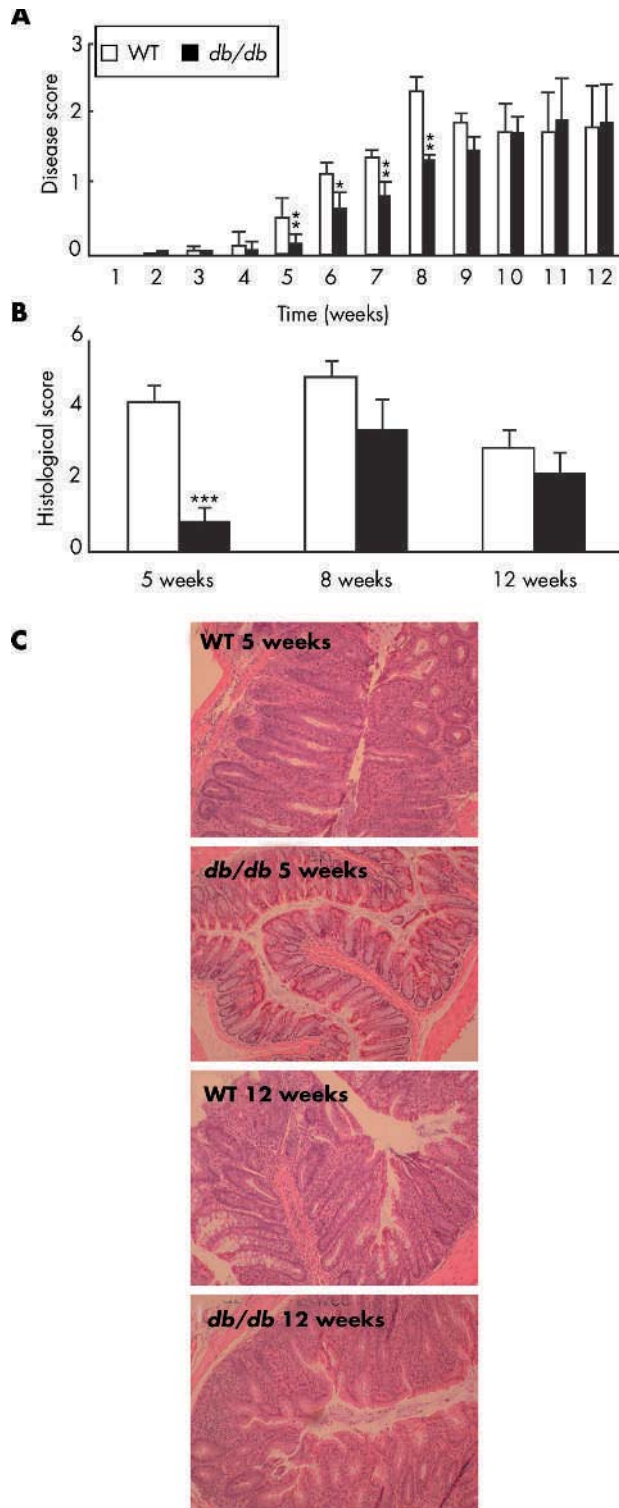 A
3
WT db/db
2
Disease score
1
0
**
*
**
**
1 2 3 4 5 6 7 8 9 10 11 12
Time (weeks)
B
6
4
Histological score
2
0
***
5 weeks 8 weeks 12 weeks
C
WT 5 weeks
db/db 5 weeks
WT 12 weeks
db/db 12 weeks